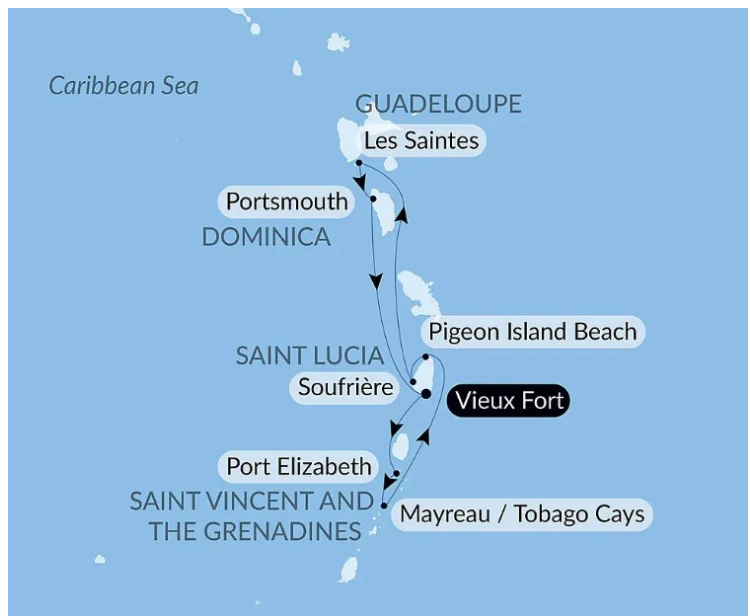 Caribbean Sea
GUADELOUPE
Les Saintes
Portsmouth
DOMINICA
Pigeon Island Beach
SAINT LUCIA
Soufrière
Vieux Fort
Port Elizabeth
SAINT VINCENT AND
THE GRENADINES
Mayreau / Tobago Cays